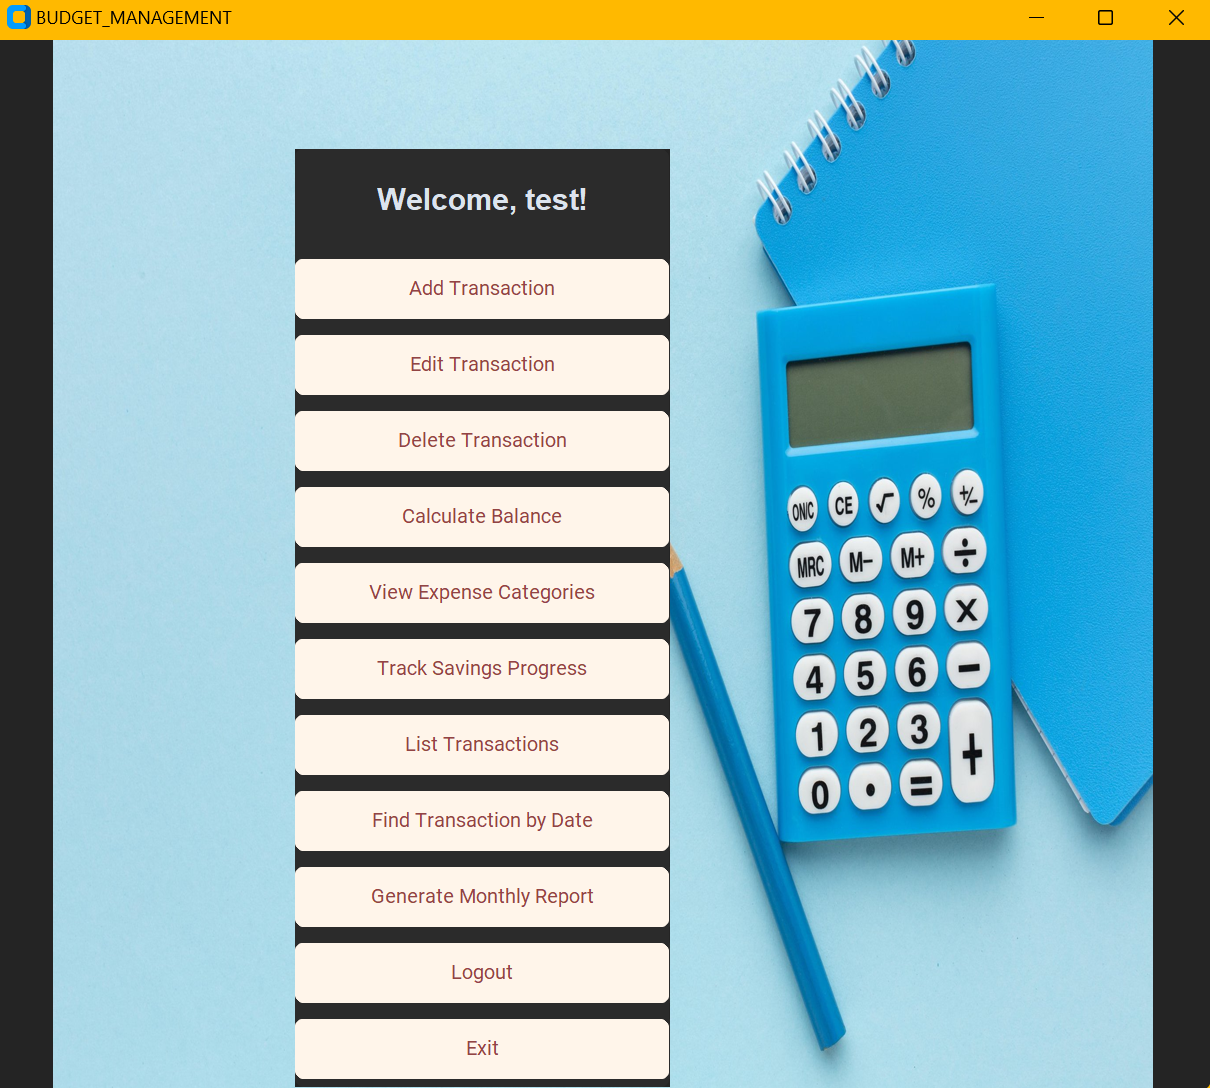 BUDGET_MANAGEMENT
Welcome, test!
Add Transaction
Edit Transaction
Delete Transaction
Calculate Balance
View Expense Categories
Track Savings Progress
List Transactions
Find Transaction by Date
Generate Monthly Report
Logout
Exit
ON/C CE √ % +/−
MRC M− M+ ÷
7 8 9 X
4 5 6 −
1 2 3 +
0 . =